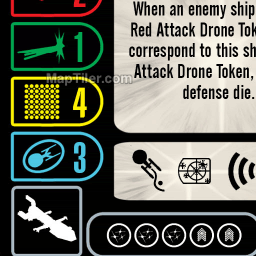 2
When an enemy ship
Red Attack Drone Tok
correspond to this sh
Attack Drone Token,
defense die.
1
MapTiler.com
4
3